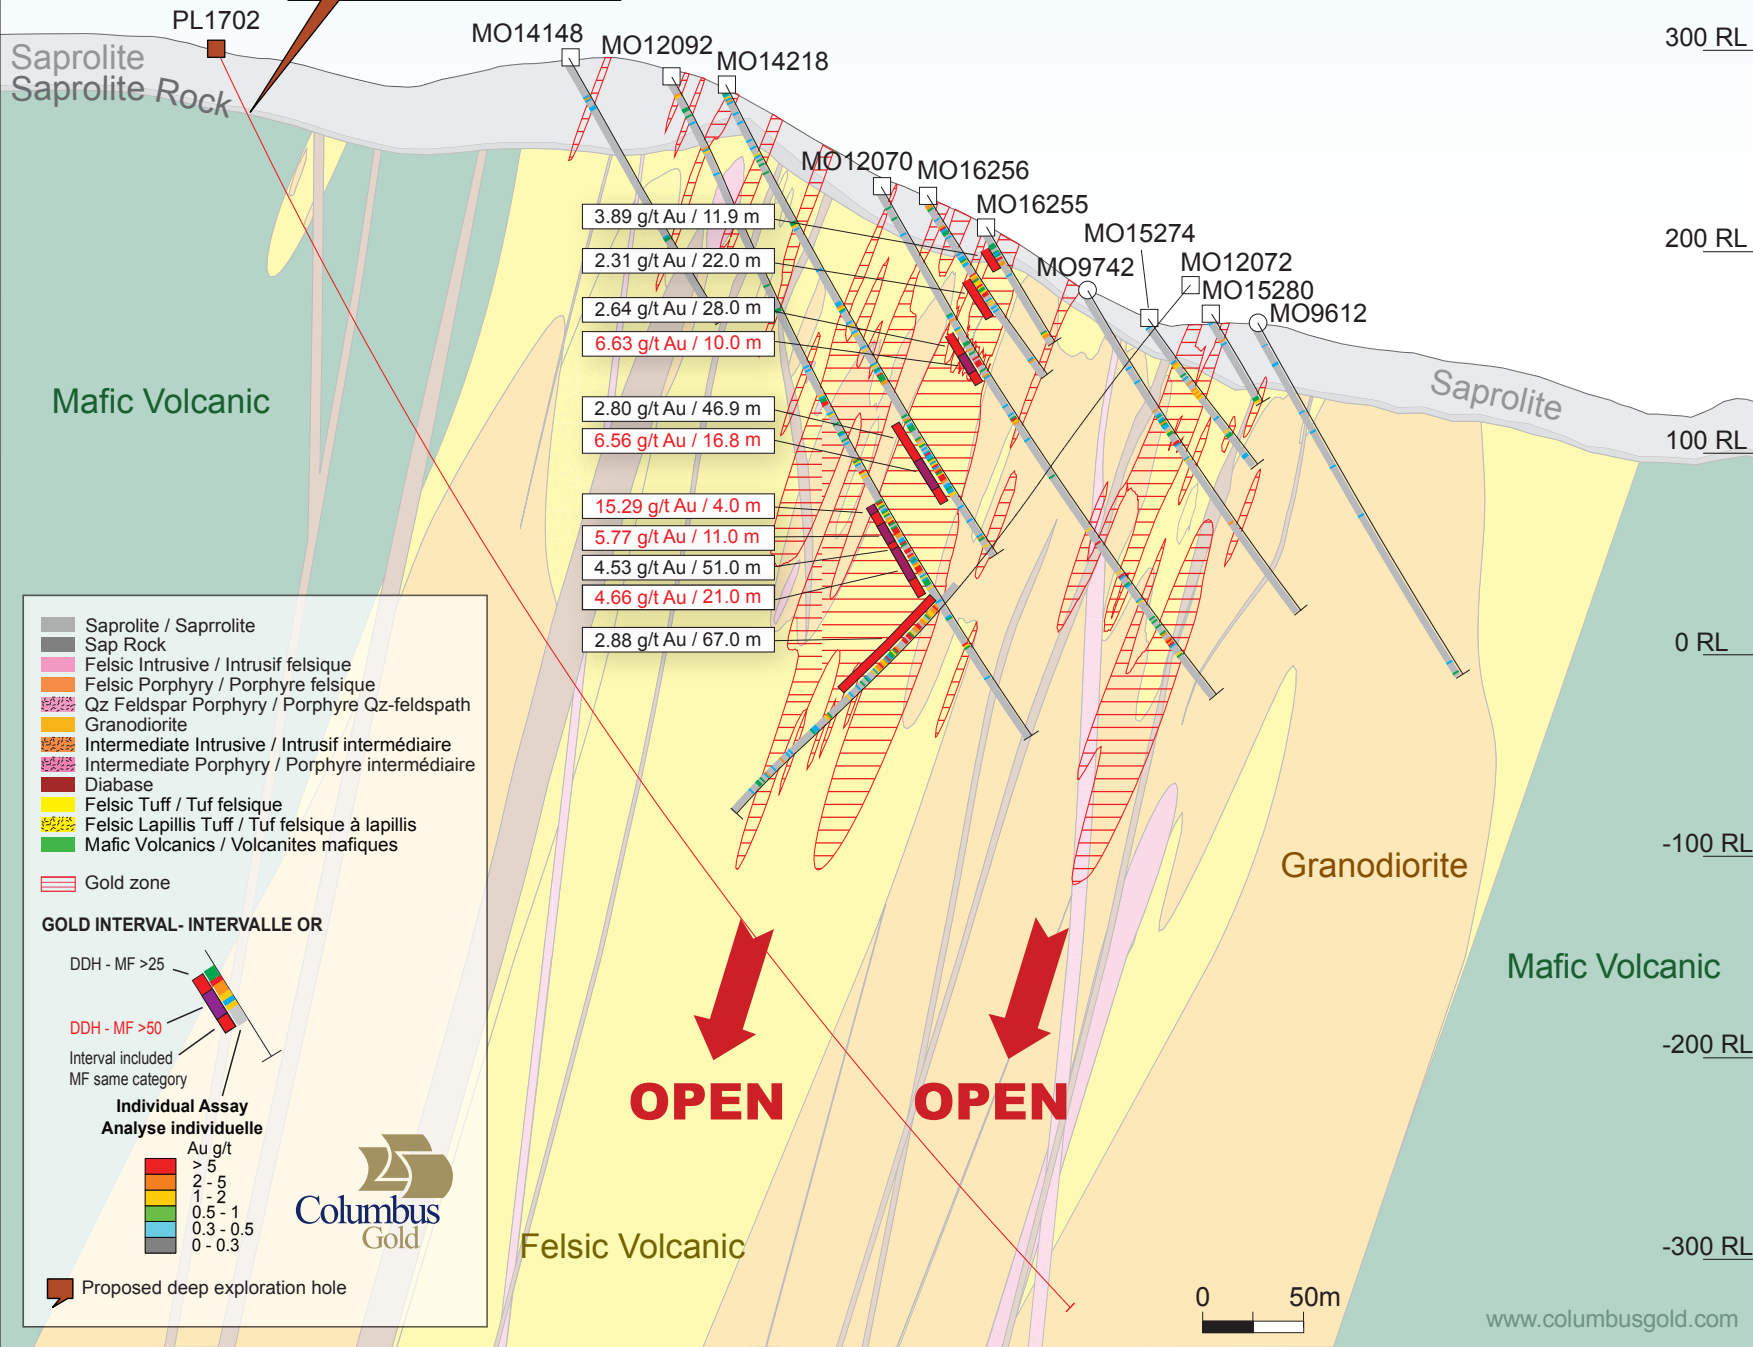 PL1702
MO14148
MO12092
MO14218
300 RL
Saprolite
Saprolite Rock
MO12070
MO16256
MO16255
MO15274
MO9742
MO12072
MO15280
MO9612
200 RL
3.89 g/t Au / 11.9 m
2.31 g/t Au / 22.0 m
2.64 g/t Au / 28.0 m
6.63 g/t Au / 10.0 m
2.80 g/t Au / 46.9 m
6.56 g/t Au / 16.8 m
15.29 g/t Au / 4.0 m
5.77 g/t Au / 11.0 m
4.53 g/t Au / 51.0 m
4.66 g/t Au / 21.0 m
2.88 g/t Au / 67.0 m
Mafic Volcanic
Saprolite
100 RL
0 RL
-100 RL
Granodiorite
Mafic Volcanic
-200 RL
-300 RL
Saprolite / Saprrolite
Sap Rock
Felsic Intrusive / Intrusif felsique
Felsic Porphyry / Porphyre felsique
Qz Feldspar Porphyry / Porphyre Qz-feldspath
Granodiorite
Intermediate Intrusive / Intrusif intermédiaire
Intermediate Porphyry / Porphyre intermédiaire
Diabase
Felsic Tuff / Tuf felsique
Felsic Lapillis Tuff / Tuf felsique à lapillis
Mafic Volcanics / Volcanites mafiques
Gold zone
GOLD INTERVAL- INTERVALLE OR
DDH - MF >25
DDH - MF >50
Interval included
MF same category
Individual Assay
Analyse individuelle
Au g/t
> 5
2 - 5
1 - 2
0.5 - 1
0.3 - 0.5
0 - 0.3
Columbus
Gold
Proposed deep exploration hole
OPEN
OPEN
Felsic Volcanic
0 50m
www.columbusgold.com